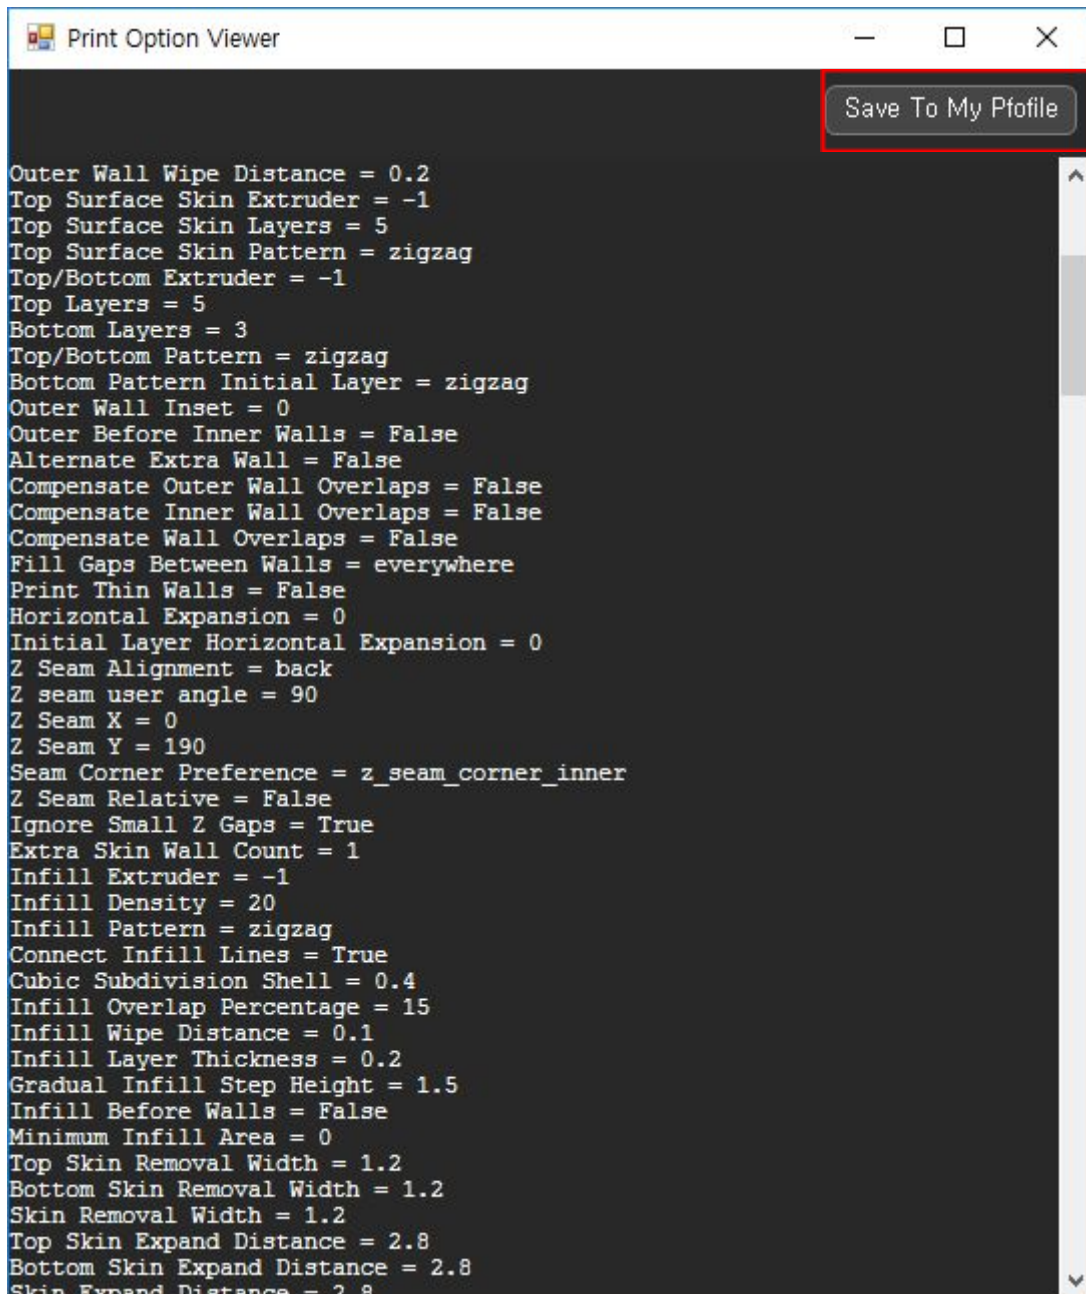 Print Option Viewer
Save To My Pfofile
Outer Wall Wipe Distance = 0.2
Top Surface Skin Extruder = -1
Top Surface Skin Layers = 5
Top Surface Skin Pattern = zigzag
Top/Bottom Extruder = -1
Top Layers = 5
Bottom Layers = 3
Top/Bottom Pattern = zigzag
Bottom Pattern Initial Layer = zigzag
Outer Wall Inset = 0
Outer Before Inner Walls = False
Alternate Extra Wall = False
Compensate Outer Wall Overlaps = False
Compensate Inner Wall Overlaps = False
Compensate Wall Overlaps = False
Fill Gaps Between Walls = everywhere
Print Thin Walls = False
Horizontal Expansion = 0
Initial Layer Horizontal Expansion = 0
Z Seam Alignment = back
Z seam user angle = 90
Z Seam X = 0
Z Seam Y = 190
Seam Corner Preference = z_seam_corner_inner
Z Seam Relative = False
Ignore Small Z Gaps = True
Extra Skin Wall Count = 1
Infill Extruder = -1
Infill Density = 20
Infill Pattern = zigzag
Connect Infill Lines = True
Cubic Subdivision Shell = 0.4
Infill Overlap Percentage = 15
Infill Wipe Distance = 0.1
Infill Layer Thickness = 0.2
Gradual Infill Step Height = 1.5
Infill Before Walls = False
Minimum Infill Area = 0
Top Skin Removal Width = 1.2
Bottom Skin Removal Width = 1.2
Skin Removal Width = 1.2
Top Skin Expand Distance = 2.8
Bottom Skin Expand Distance = 2.8
Skin Expand Distance = 2.8